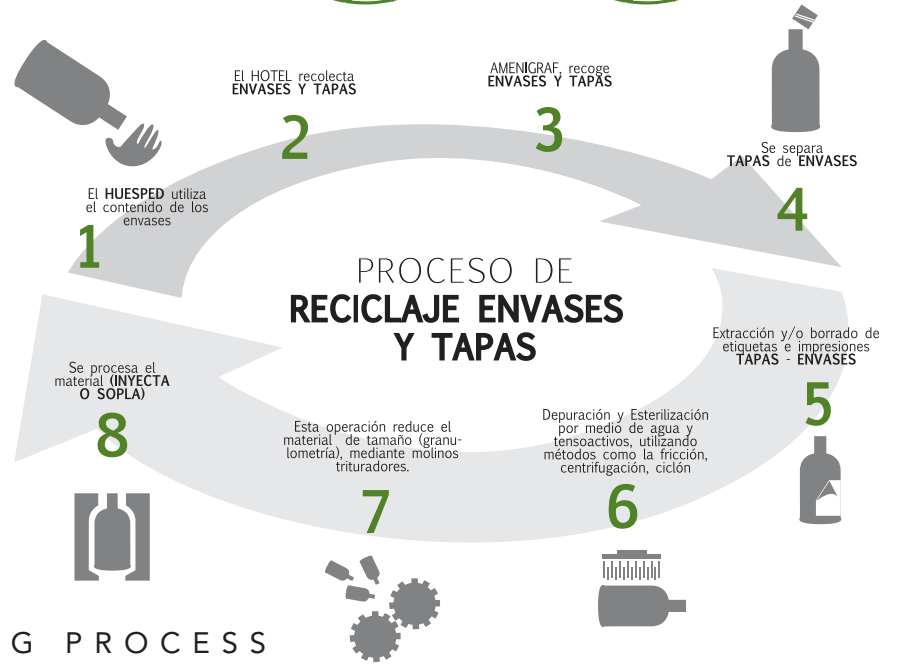 El HOTEL recolecta
ENVASES Y TAPAS
2
AMENIGRAF, recoge
ENVASES Y TAPAS
3
Se separa
TAPAS de ENVASES
4
El HUESPED utiliza
el contenido de los
envases
1
PROCESO DE
RECICLAJE ENVASES
Y TAPAS
Extracción y/o borrado de
etiquetas e impresiones
TAPAS - ENVASES
5
Depuración y Esterilización
por medio de agua y
tensoactivos, utilizando
métodos como la fricción,
centrifugación, ciclón
6
Esta operación reduce el
material de tamaño (granu-
lometría), mediante molinos
trituradores.
7
Se procesa el
material (INYECTA
O SOPLA)
8
G PROCESS